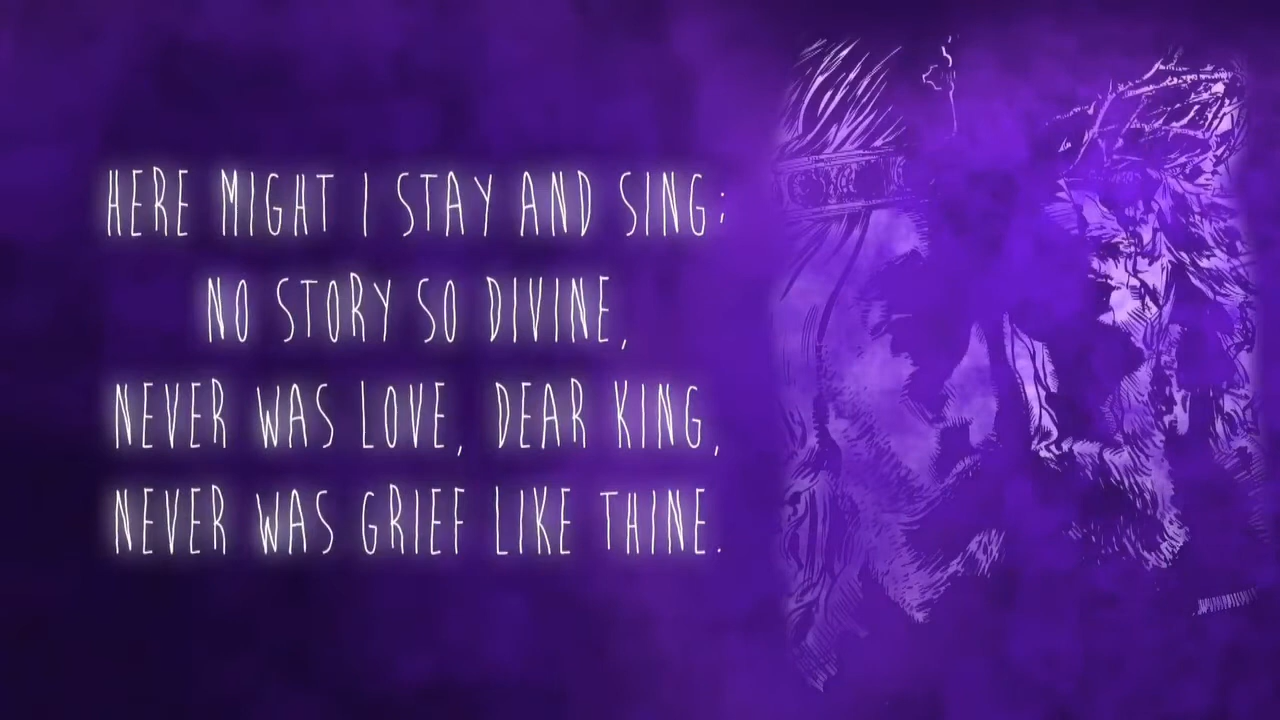 HERE MIGHT I STAY AND SING;
NO STORY SO DIVINE,
NEVER WAS LOVE, DEAR KING,
NEVER WAS GRIEF LIKE THINE.